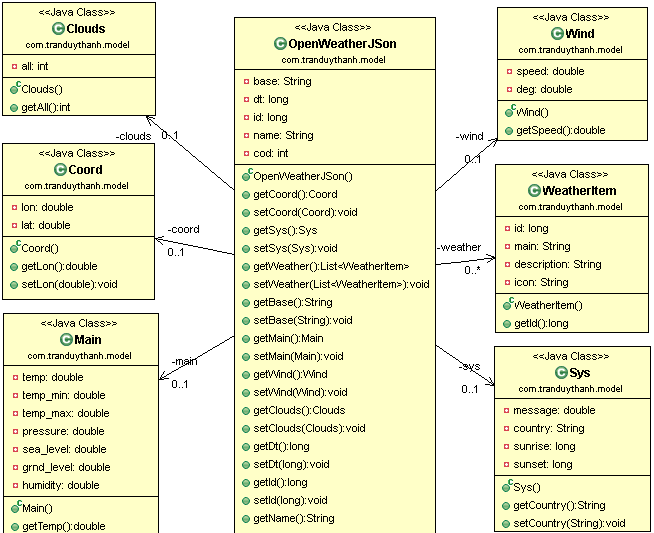 <<Java Class>>
Clouds
com.tranduythanh.model
all: int
Clouds()
getAll():int
<<Java Class>>
Coord
com.tranduythanh.model
lon: double
lat: double
Coord()
getLon():double
setLon(double):void
<<Java Class>>
Main
com.tranduythanh.model
temp: double
temp_min: double
temp_max: double
pressure: double
sea_level: double
grnd_level: double
humidity: double
Main()
getTemp():double
-clouds
0..1
-coord
0..1
-main
0..1
<<Java Class>>
OpenWeatherJSon
com.tranduythanh.model
base: String
dt: long
id: long
name: String
cod: int
OpenWeatherJSon()
getCoord():Coord
setCoord(Coord):void
getSys():Sys
setSys(Sys):void
getWeather():List<WeatherItem>
setWeather(List<WeatherItem>):void
getBase():String
setBase(String):void
getMain():Main
setMain(Main):void
getWind():Wind
setWind(Wind):void
getClouds():Clouds
setClouds(Clouds):void
getDt():long
setDt(long):void
getId():long
setId(long):void
getName():String
-wind
0..1
-weather
0..*
-sys
0..1
<<Java Class>>
Wind
com.tranduythanh.model
speed: double
deg: double
Wind()
getSpeed():double
<<Java Class>>
WeatherItem
com.tranduythanh.model
id: long
main: String
description: String
icon: String
WeatherItem()
getId():long
<<Java Class>>
Sys
com.tranduythanh.model
message: double
country: String
sunrise: long
sunset: long
Sys()
getCountry():String
setCountry(String):void